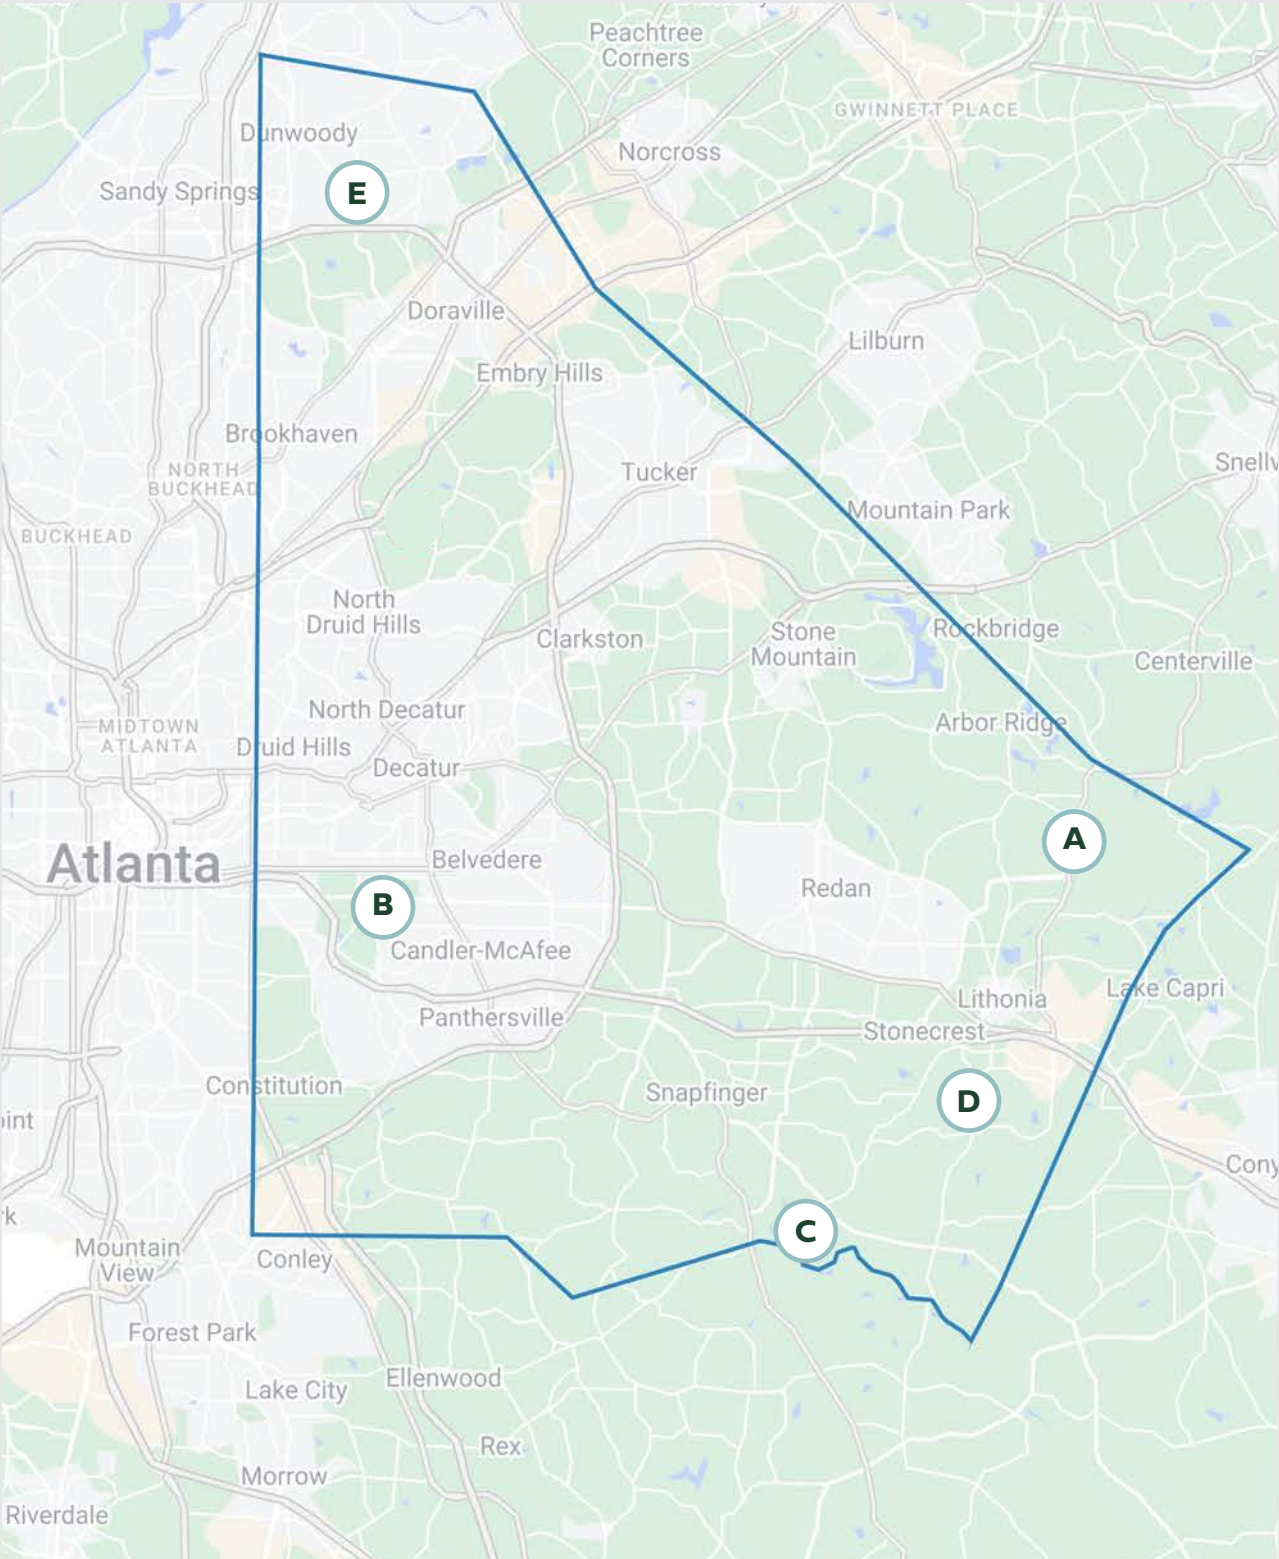 Peachtree
Corners
GWINNETT PLACE
Dunwoody
Norcross
Sandy Springs
E
Doraville
Lilburn
Embry Hills
Brookhaven
NORTH
BUCKHEAD
Tucker
Snellv
Mountain Park
BUCKHEAD
North
Druid Hills
Clarkston
Stone
Mountain
Rockbridge
Centerville
North Decatur
Arbor Ridge
MIDTOWN
ATLANTA
Druid Hills
Decatur
A
Atlanta
Belvedere
Redan
B
Candler-McAfee
Lake Capri
Lithonia
Panthersville
Stonecrest
Constitution
Snapfinger
D
oint
Cony
rk
C
Mountain
View
Conley
Forest Park
Ellenwood
Lake City
Rex
Morrow
Riverdale